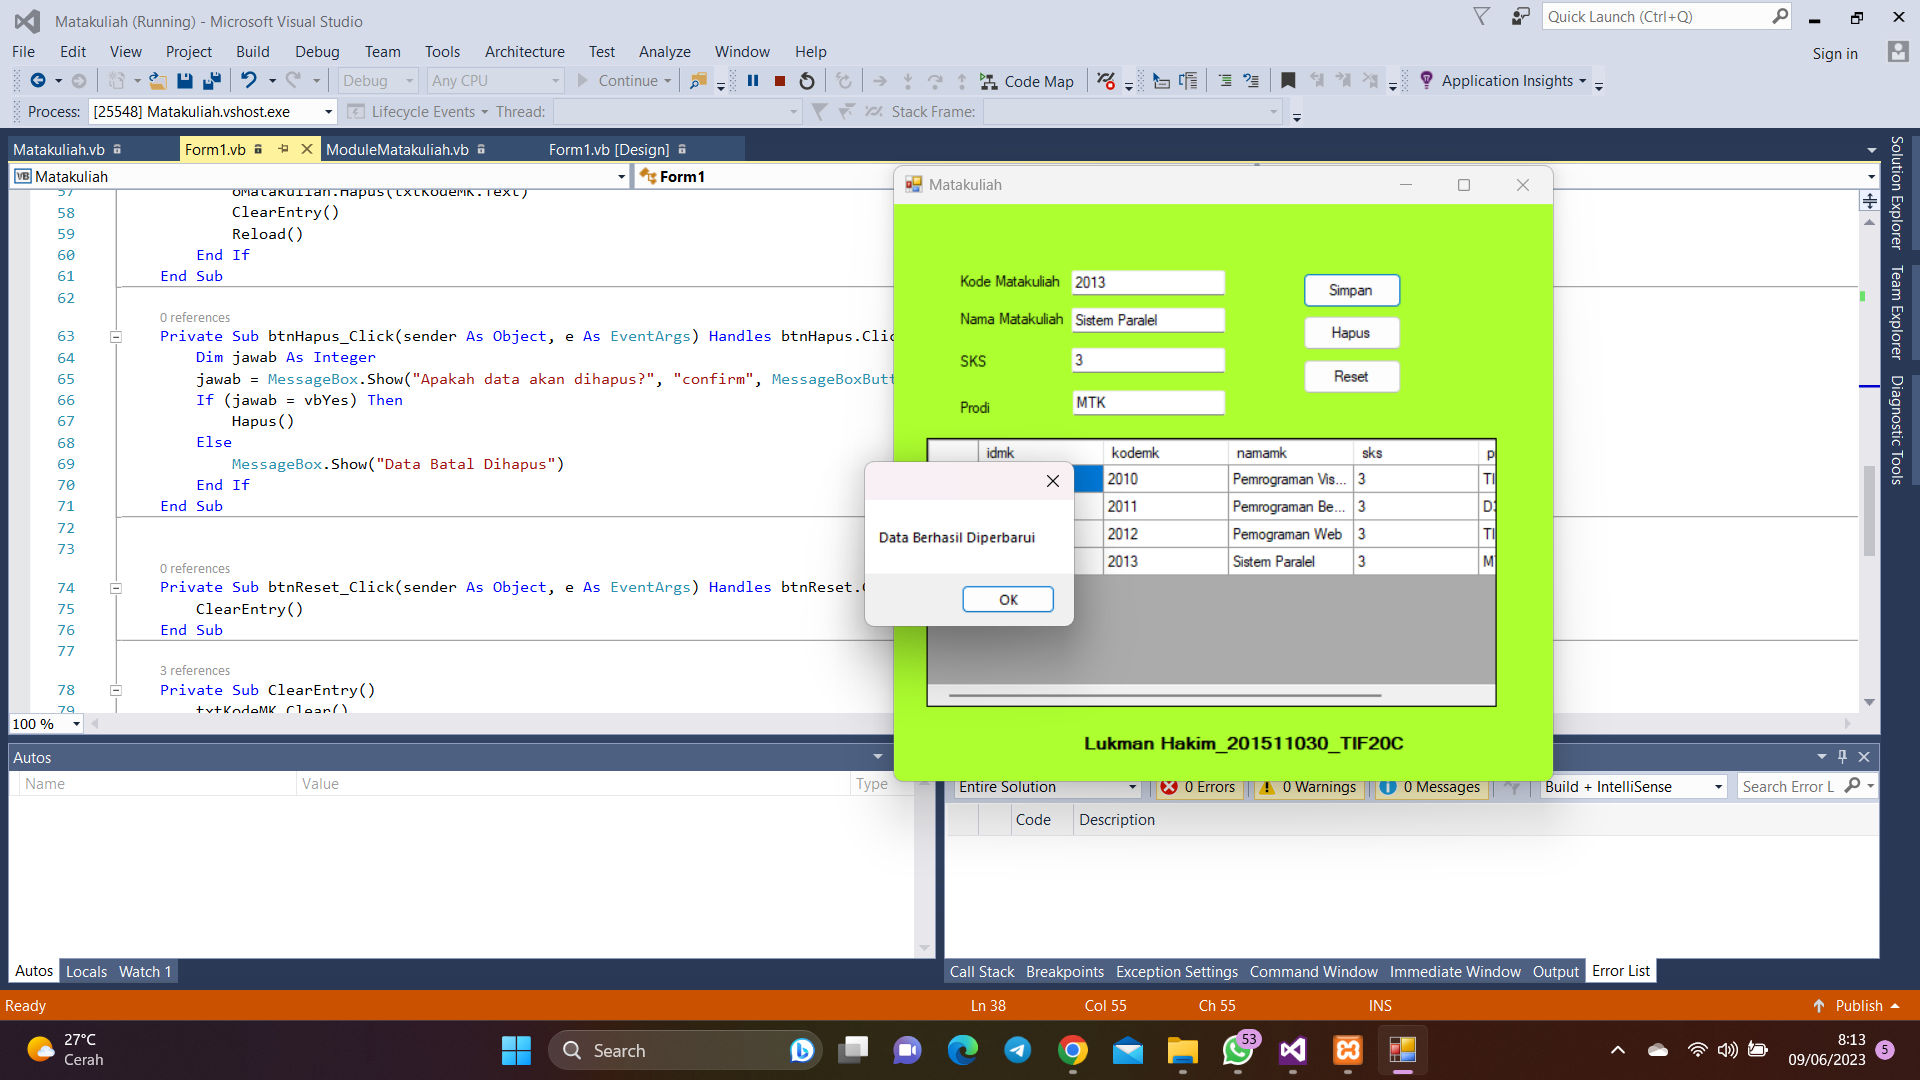 Matakuliah (Running) - Microsoft Visual Studio
Quick Launch (Ctrl+Q)
File Edit View Project Build Debug Team Tools Architecture Test Analyze Window Help
Sign in
Debug Any CPU Continue Code Map Application Insights
Process: [25548] Matakuliah.vshost.exe Lifecycle Events Thread: Stack Frame:
Matakuliah.vb Form1.vb ModuleMatakuliah.vb Form1.vb [Design]
Matakuliah Form1
57 oMatakuliah.Hapus(txtKodeMK.Text)
58 ClearEntry()
59 Reload()
60 End If
61 End Sub
62
0 references
63 Private Sub btnHapus_Click(sender As Object, e As EventArgs) Handles btnHapus.Clic
64 Dim jawab As Integer
65 jawab = MessageBox.Show("Apakah data akan dihapus?", "confirm", MessageBoxButt
66 If (jawab = vbYes) Then
67 Hapus()
68 Else
69 MessageBox.Show("Data Batal Dihapus")
70 End If
71 End Sub
72
73
0 references
74 Private Sub btnReset_Click(sender As Object, e As EventArgs) Handles btnReset.
75 ClearEntry()
76 End Sub
77
3 references
78 Private Sub ClearEntry()
79 txtKodeMK.Clear()
100 %
Matakuliah
Kode Matakuliah 2013 Simpan
Nama Matakuliah Sistem Paralel Hapus
SKS 3 Reset
Prodi MTK
idmk kodemk namamk sks p
2010 Pemrograman Vis... 3 TI
2011 Pemrograman Be... 3 D3
2012 Pemograman Web 3 TI
2013 Sistem Paralel 3 M
Data Berhasil Diperbarui
OK
Lukman Hakim_201511030_TIF20C
Solution Explorer
Team Explorer
Diagnostic Tools
Autos
Name Value Type
Entire Solution 0 Errors 0 Warnings 0 Messages Build + IntelliSense Search Error L
Code Description
Autos Locals Watch 1
Call Stack Breakpoints Exception Settings Command Window Immediate Window Output Error List
Ready Ln 38 Col 55 Ch 55 INS Publish
27°C
Cerah
Search
53
8:13
09/06/2023
5